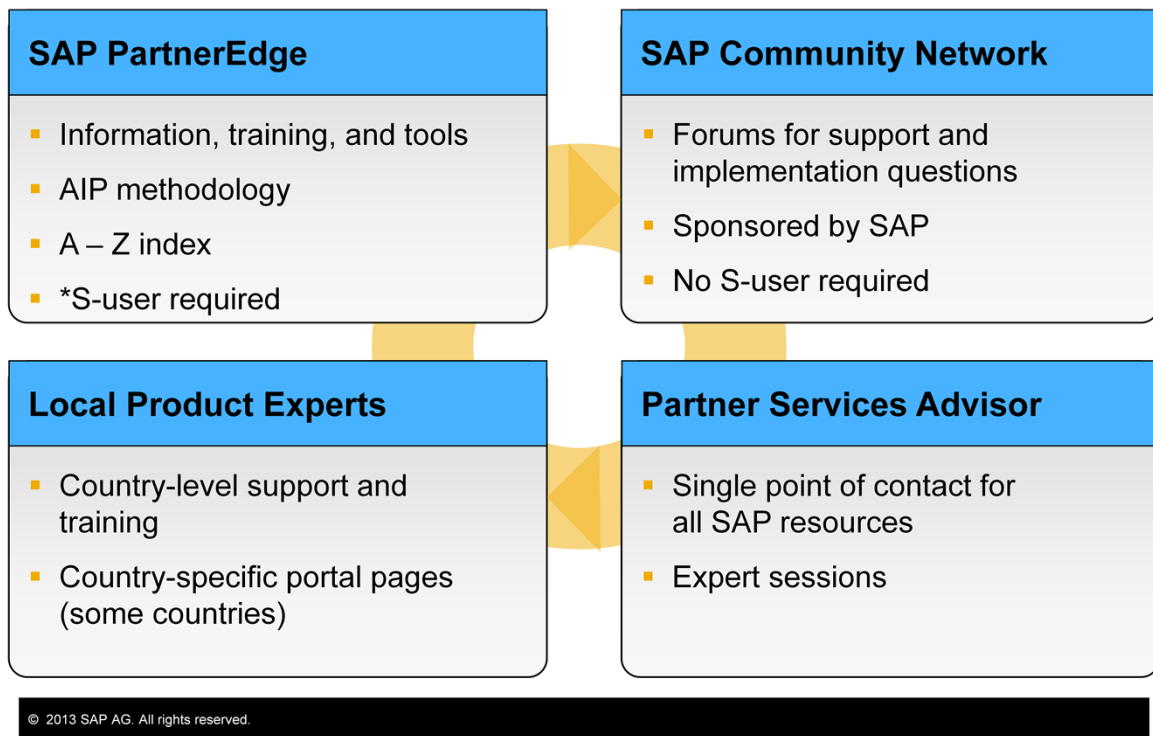 SAP PartnerEdge
▪ Information, training, and tools
▪ AIP methodology
▪ A – Z index
▪ *S-user required
SAP Community Network
▪ Forums for support and
implementation questions
▪ Sponsored by SAP
▪ No S-user required
Local Product Experts
▪ Country-level support and
training
▪ Country-specific portal pages
(some countries)
Partner Services Advisor
▪ Single point of contact for
all SAP resources
▪ Expert sessions
© 2013 SAP AG. All rights reserved.